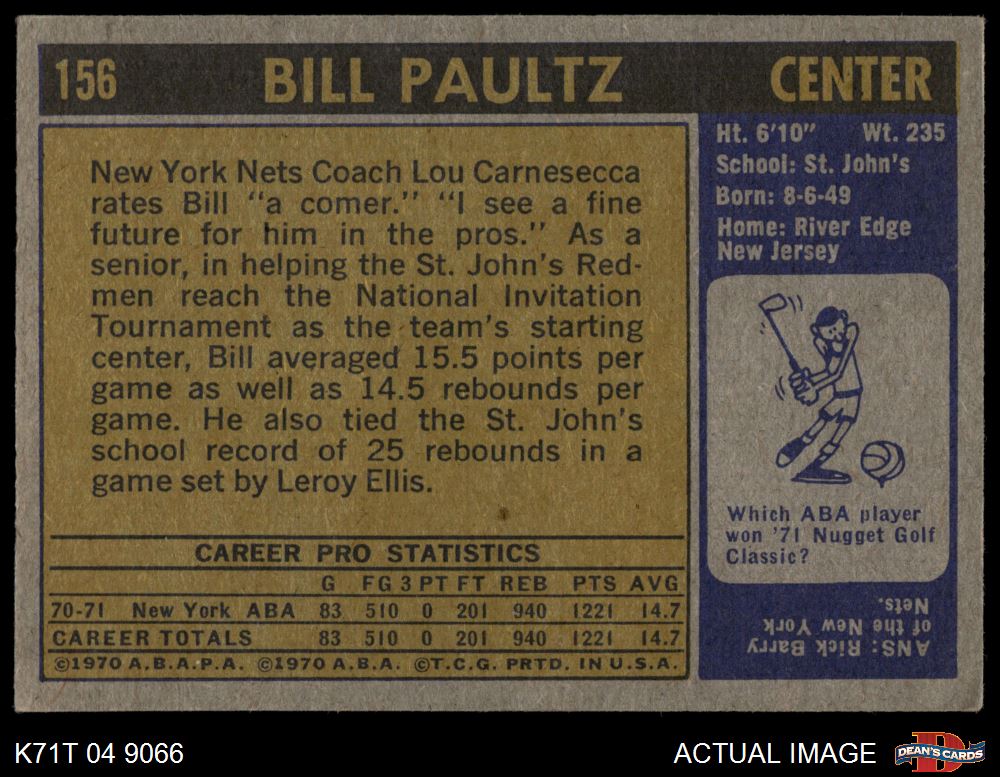 156 BILL PAULTZ CENTER
New York Nets Coach Lou Carnesecca
rates Bill “a comer.” “I see a fine
future for him in the pros.” As a
senior, in helping the St. John's Red-
men reach the National Invitation
Tournament as the team's starting
center, Bill averaged 15.5 points per
game as well as 14.5 rebounds per
game. He also tied the St. John's
school record of 25 rebounds in a
game set by Leroy Ellis.
CAREER PRO STATISTICS
G FG 3PT FT REB PTS AVG
70-71 New York ABA 83 510 0 201 940 1221 14.7
CAREER TOTALS 83 510 0 201 940 1221 14.7
©1970 A.B.A.P.A. ©1970 A.B.A. ©T.C.G. PRTD. IN U.S.A.
Ht. 6'10" Wt. 235
School: St. John's
Born: 8-6-49
Home: River Edge
New Jersey
Which ABA player
won '71 Nugget Golf
Classic?
ANS: Rick Barry
of the New York
Nets.
K71T 04 9066
ACTUAL IMAGE
D
DEAN'S CARDS